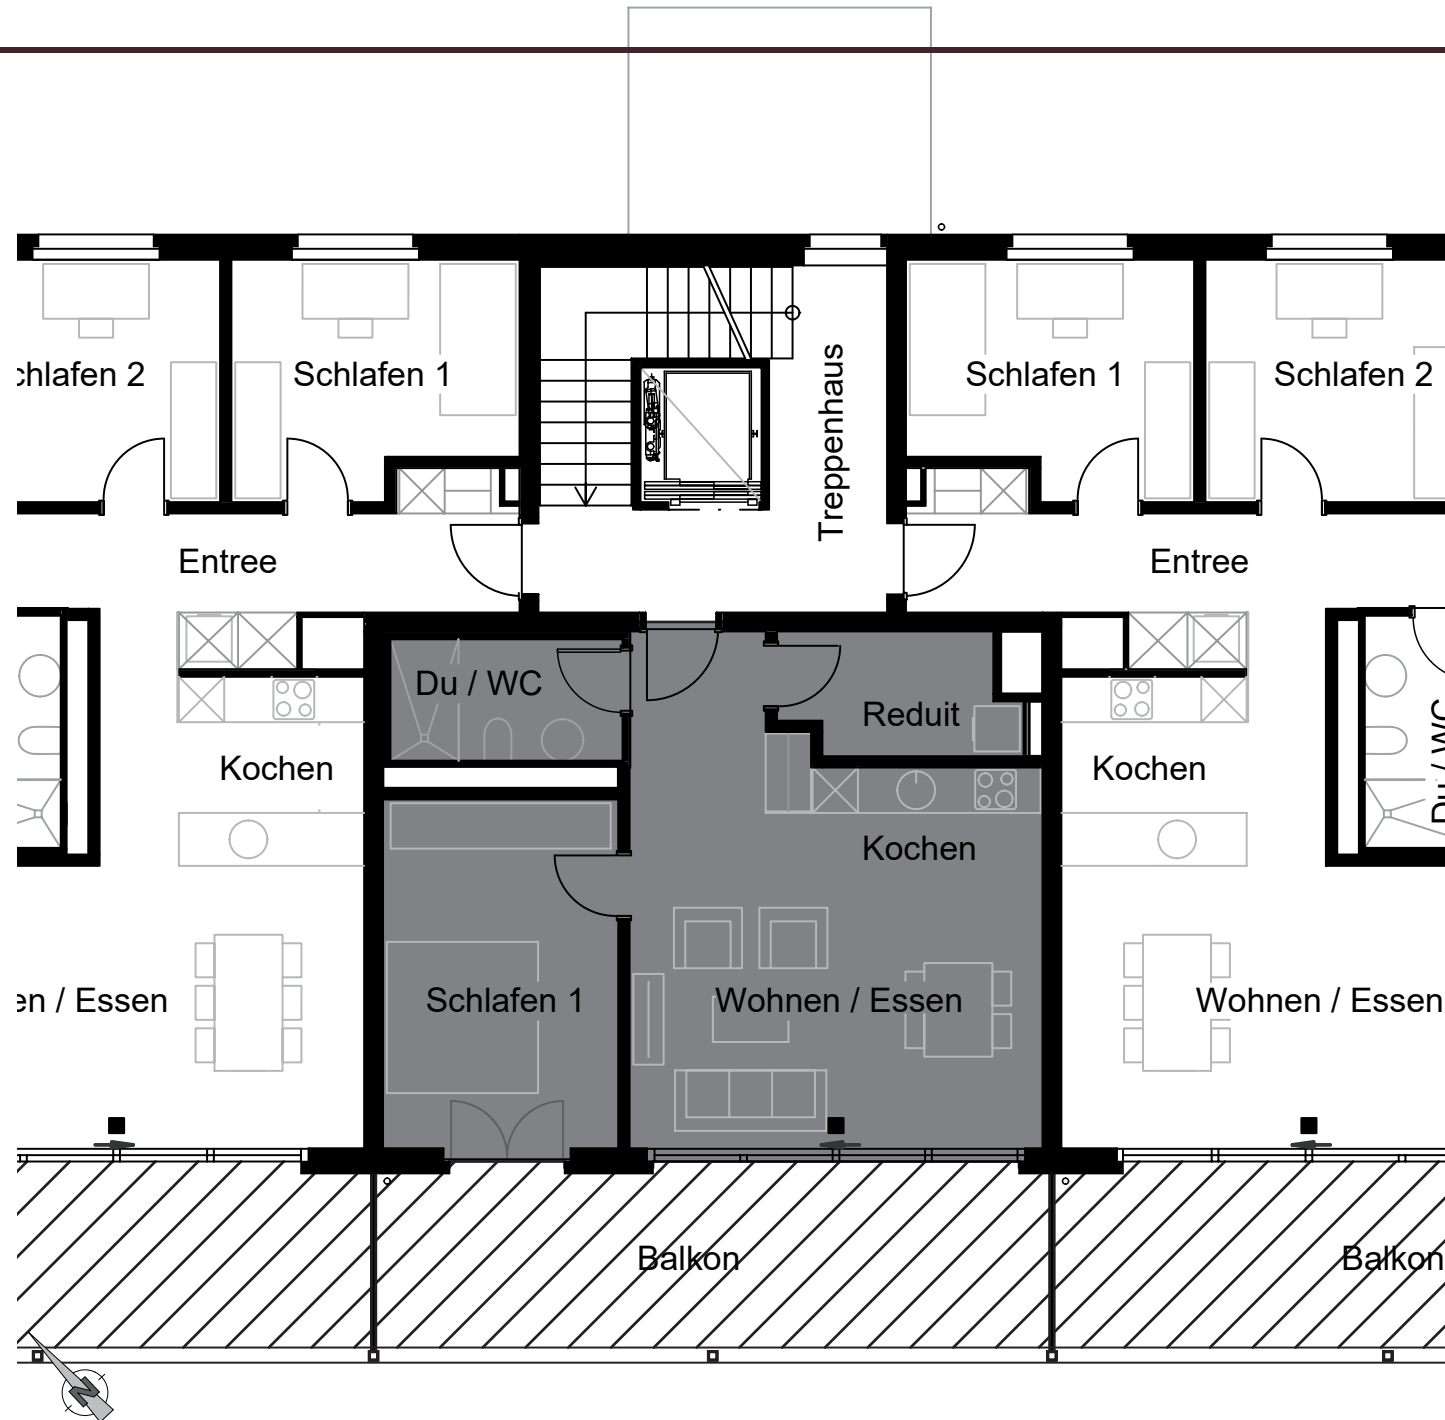 chlafen 2
Schlafen 1
Treppenhaus
Schlafen 1
Schlafen 2
Entree
Entree
Du / WC
Reduit
Du / WC
Kochen
Kochen
Kochen
en / Essen
Schlafen 1
Wohnen / Essen
Wohnen / Essen
Balkon
Balkon
N